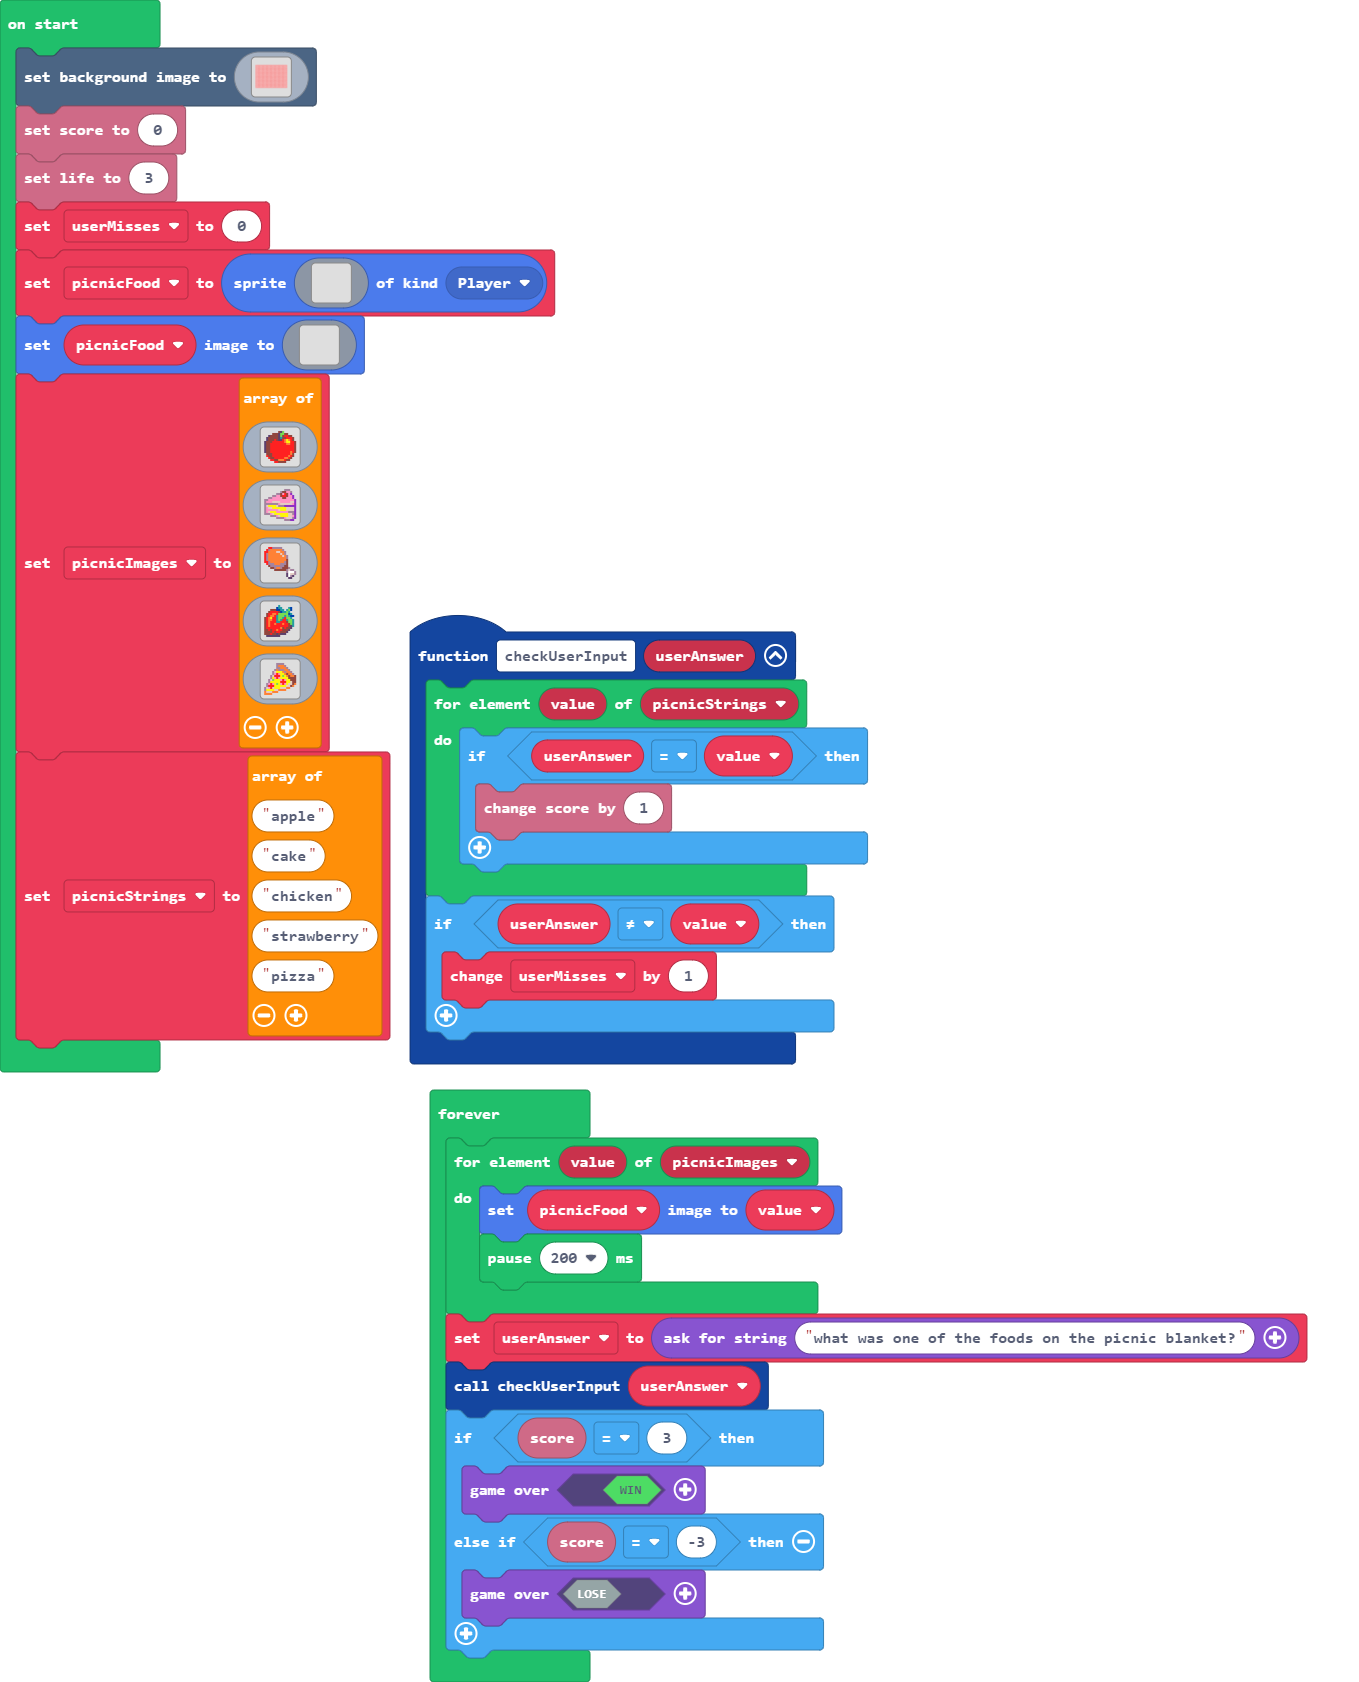 on start
set background image to
set score to 0
set life to 3
set userMisses to 0
set picnicFood to sprite of kind Player
set picnicFood image to
set picnicImages to array of
set picnicStrings to array of
"apple"
"cake"
"chicken"
"strawberry"
"pizza"
function checkUserInput userAnswer
for element value of picnicStrings
do
if userAnswer = value then
change score by 1
if userAnswer ≠ value then
change userMisses by 1
forever
for element value of picnicImages
do
set picnicFood image to value
pause 200 ms
set userAnswer to ask for string "what was one of the foods on the picnic blanket?"
call checkUserInput userAnswer
if score = 3 then
game over WIN
else if score = -3 then
game over LOSE